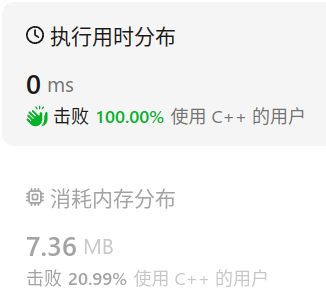 执行用时分布
0 ms
击败 100.00% 使用 C++ 的用户
消耗内存分布
7.36 MB
击败 20.99% 使用 C++ 的用户